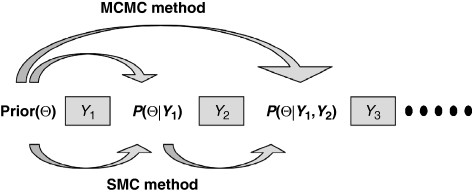 MCMC method
Prior(Θ) Y1 P(Θ|Y1) Y2 P(Θ|Y1,Y2) Y3
SMC method